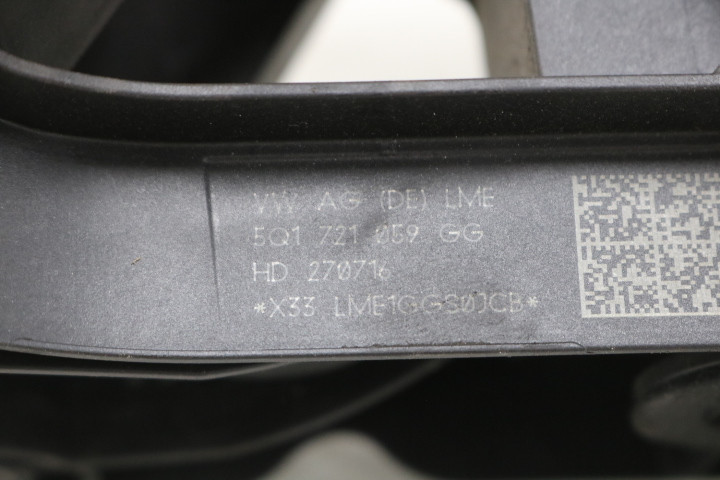 VW AG (DE) LME
5Q1 721 059 GG
HD 270716
*X33 LME1GGS0JCB*